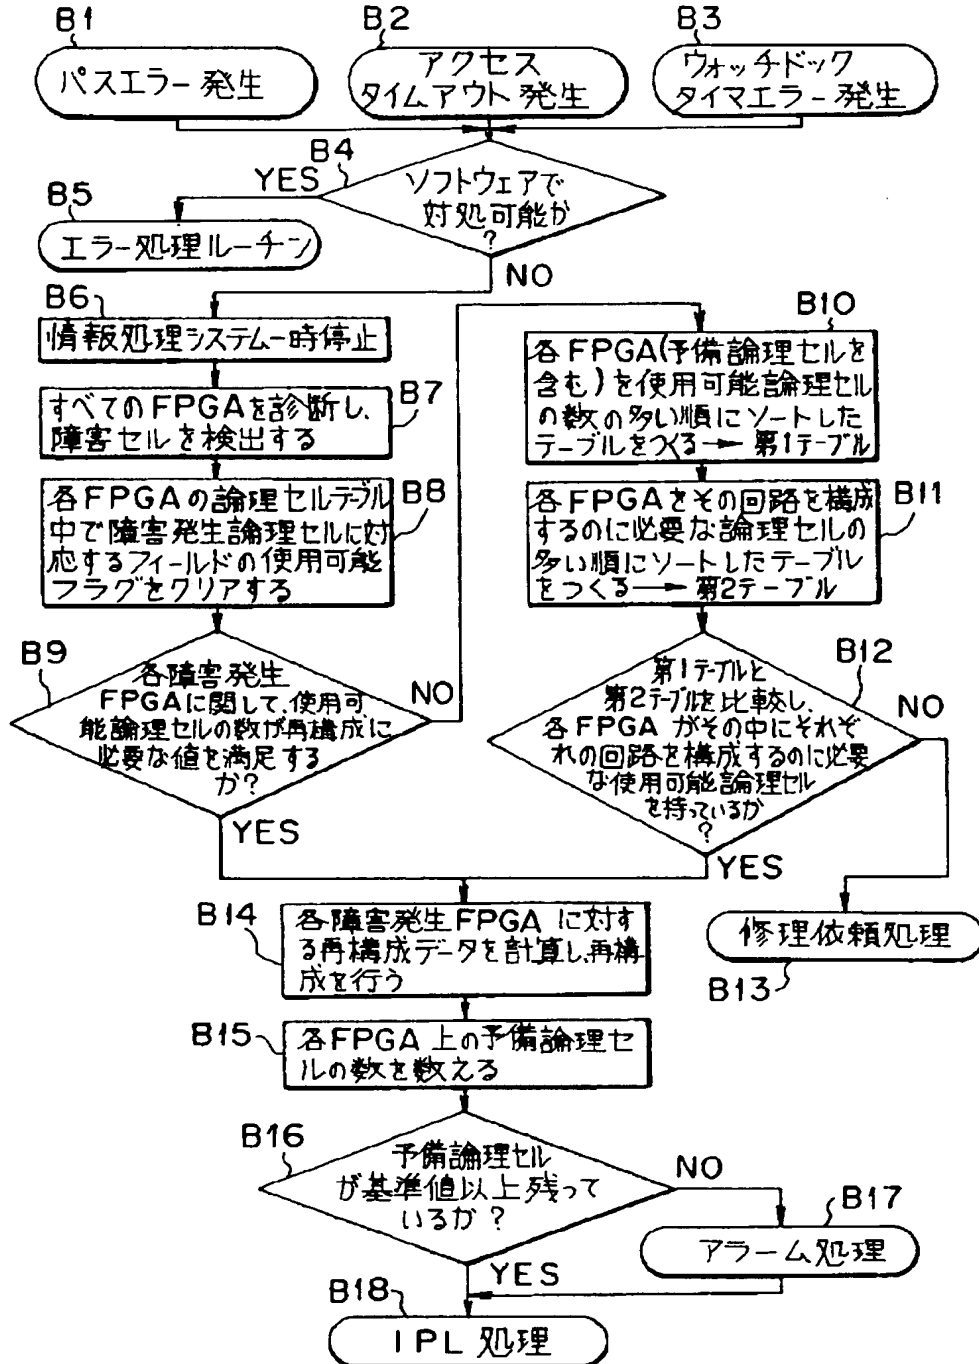 B1
パスエラー発生
B2
アクセス
タイムアウト発生
B3
ウォッチドック
タイマエラー発生
B4
YES
ソフトウェアで
対処可能か
?
B5
エラー処理ルーチン
NO
B6
情報処理システム一時停止
B7
すべてのFPGAを診断し、
障害セルを検出する
B8
各FPGAの論理セルテーブル
中で障害発生論理セルに対
応するフィールドの使用可能
フラグをクリアする
B9
各障害発生
FPGAに関して、使用可
能論理セルの数が再構成に
必要な値を満足する
か?
NO
YES
B10
各FPGA(予備論理セルを
含む)を使用可能論理セル
の数の多い順にソートした
テーブルをつくる→第1テーブル
B11
各FPGAをその回路を構成
するのに必要な論理セルの
多い順にソートしたテーブル
をつくる→第2テーブル
B12
第1テーブルと
第2テーブルを比較し、
各FPGAがその中にそれぞ
れの回路を構成するのに必要
な使用可能論理セル
を持っているか
?
NO
YES
修理依頼処理
B13
B14
各障害発生FPGAに対す
る再構成データを計算し、再構
成を行う
B15
各FPGA上の予備論理セ
ルの数を数える
B16
予備論理セル
が基準値以上残って
いるか?
NO
B17
アラーム処理
YES
B18
IPL処理